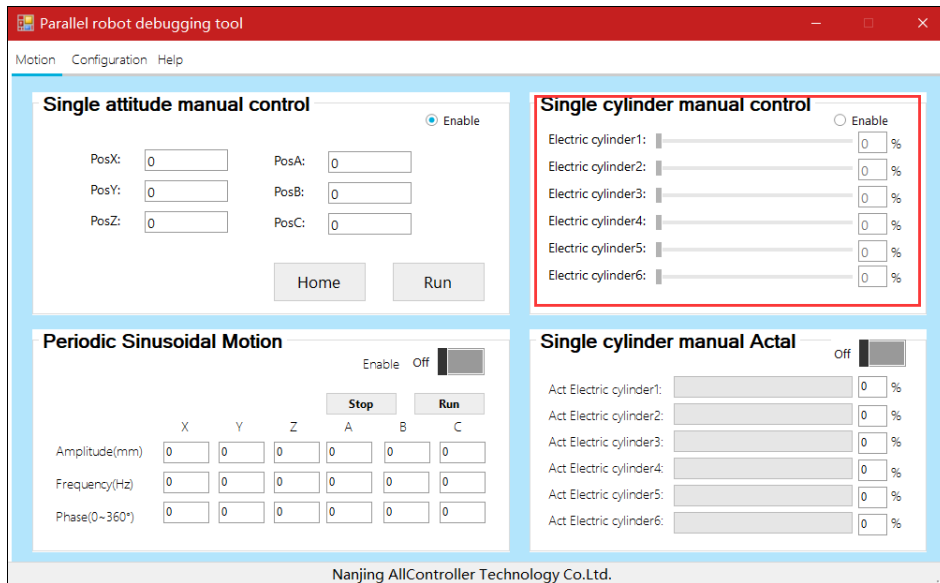 Parallel robot debugging tool
Motion Configuration Help
Single attitude manual control
Enable
PosX: 0 PosA: 0
PosY: 0 PosB: 0
PosZ: 0 PosC: 0
Home Run
Single cylinder manual control
Enable
Electric cylinder1: 0 %
Electric cylinder2: 0 %
Electric cylinder3: 0 %
Electric cylinder4: 0 %
Electric cylinder5: 0 %
Electric cylinder6: 0 %
Periodic Sinusoidal Motion
Enable Off
Stop Run
X Y Z A B C
Amplitude(mm) 0 0 0 0 0 0
Frequency(Hz) 0 0 0 0 0 0
Phase(0~360°) 0 0 0 0 0 0
Single cylinder manual Actal
Off
Act Electric cylinder1: 0 %
Act Electric cylinder2: 0 %
Act Electric cylinder3: 0 %
Act Electric cylinder4: 0 %
Act Electric cylinder5: 0 %
Act Electric cylinder6: 0 %
Nanjing AllController Technology Co.Ltd.